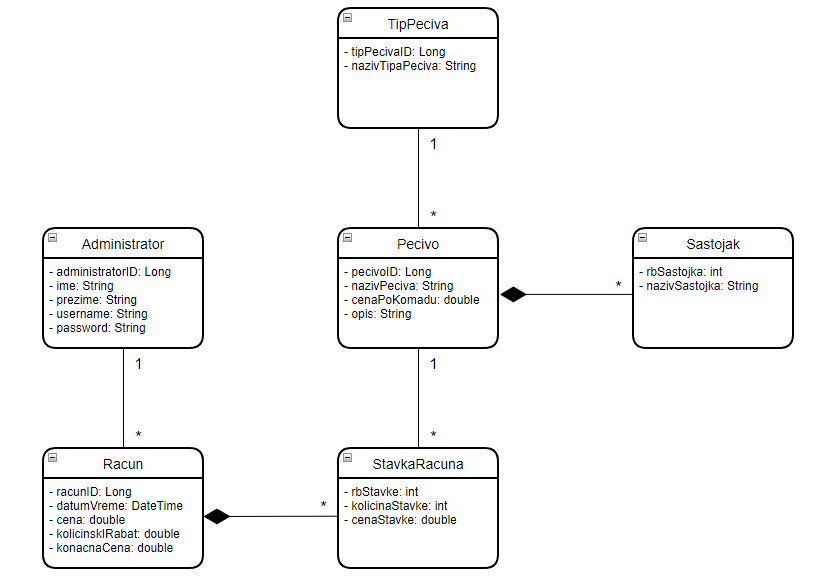 TipPeciva
- tipPecivaID: Long
- nazivTipaPeciva: String
1
*
Administrator
- administratorID: Long
- ime: String
- prezime: String
- username: String
- password: String
Pecivo
- pecivoID: Long
- nazivPeciva: String
- cenaPoKomadu: double
- opis: String
*
Sastojak
- rbSastojka: int
- nazivSastojka: String
1
*
1
*
Racun
- racunID: Long
- datumVreme: DateTime
- cena: double
- kolicinskIRabat: double
- konacnaCena: double
*
StavkaRacuna
- rbStavke: int
- kolicinaStavke: int
- cenaStavke: double